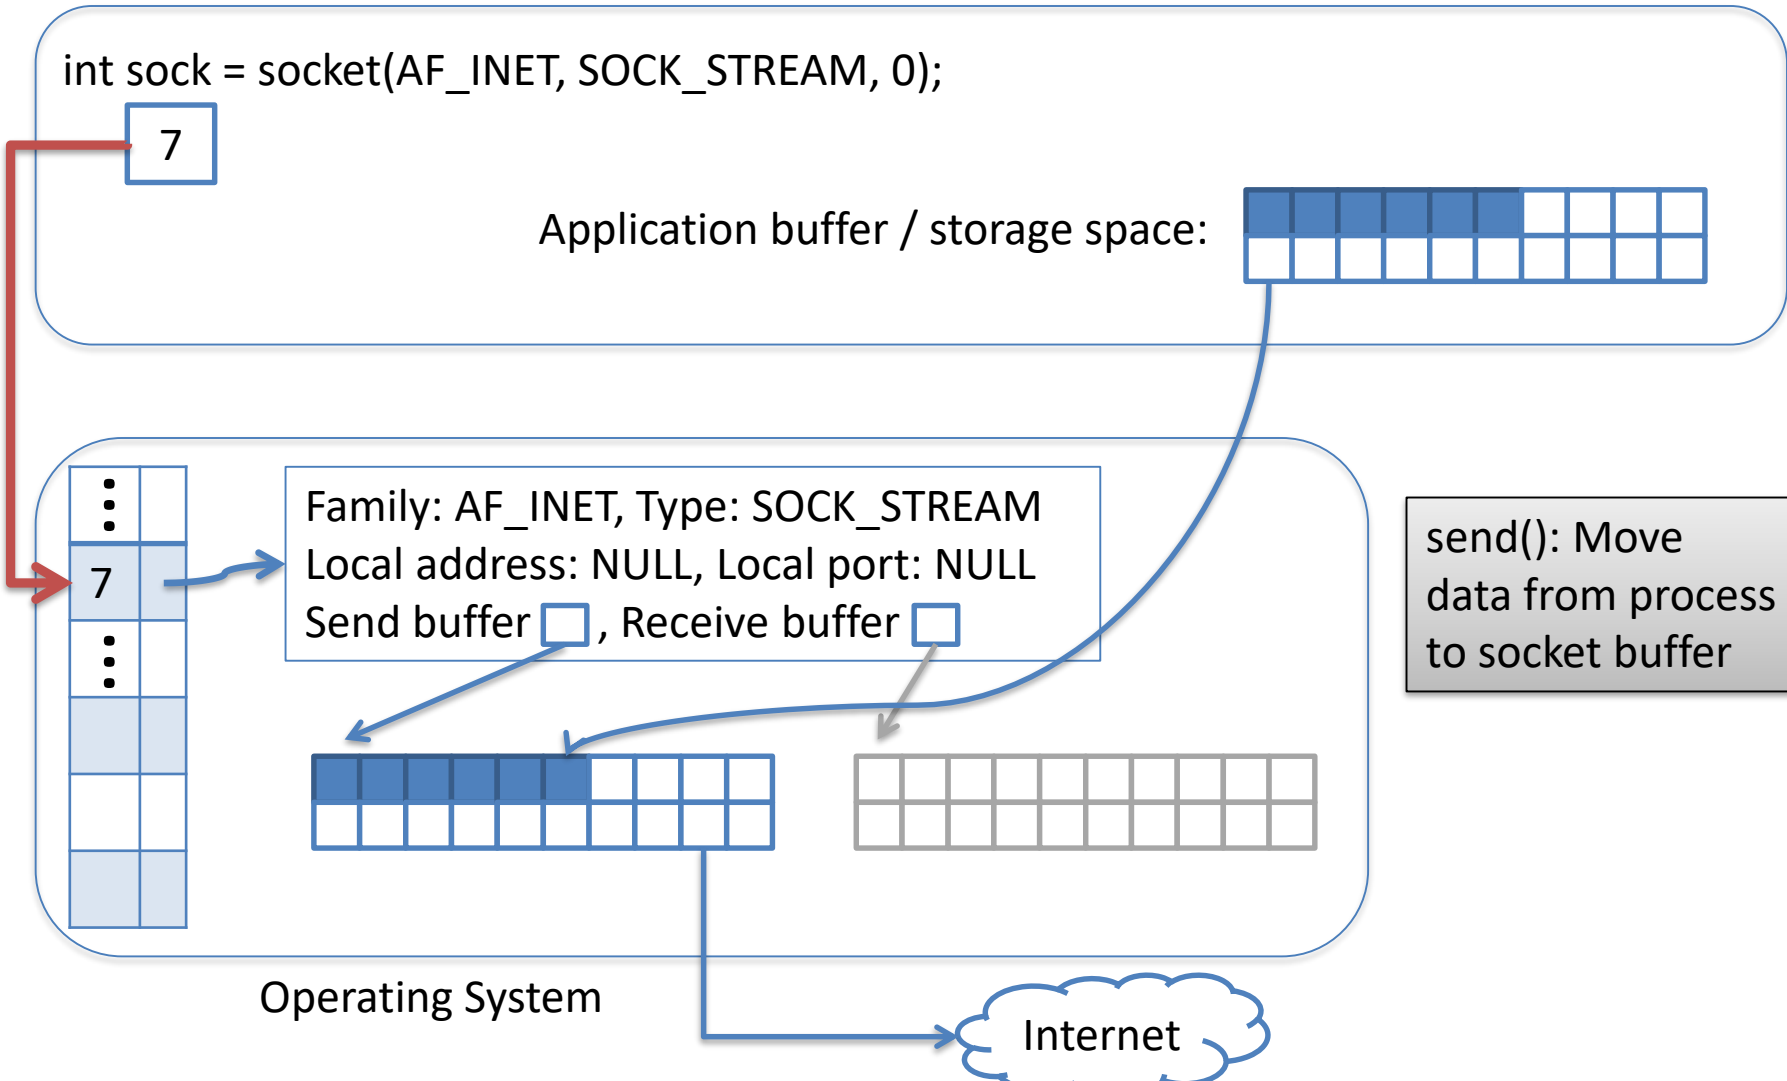 int sock = socket(AF_INET, SOCK_STREAM, 0);
7
Application buffer / storage space:
Family: AF_INET, Type: SOCK_STREAM
7
Local address: NULL, Local port: NULL
Send buffer , Receive buffer
send(): Move
data from process
to socket buffer
Operating System
Internet